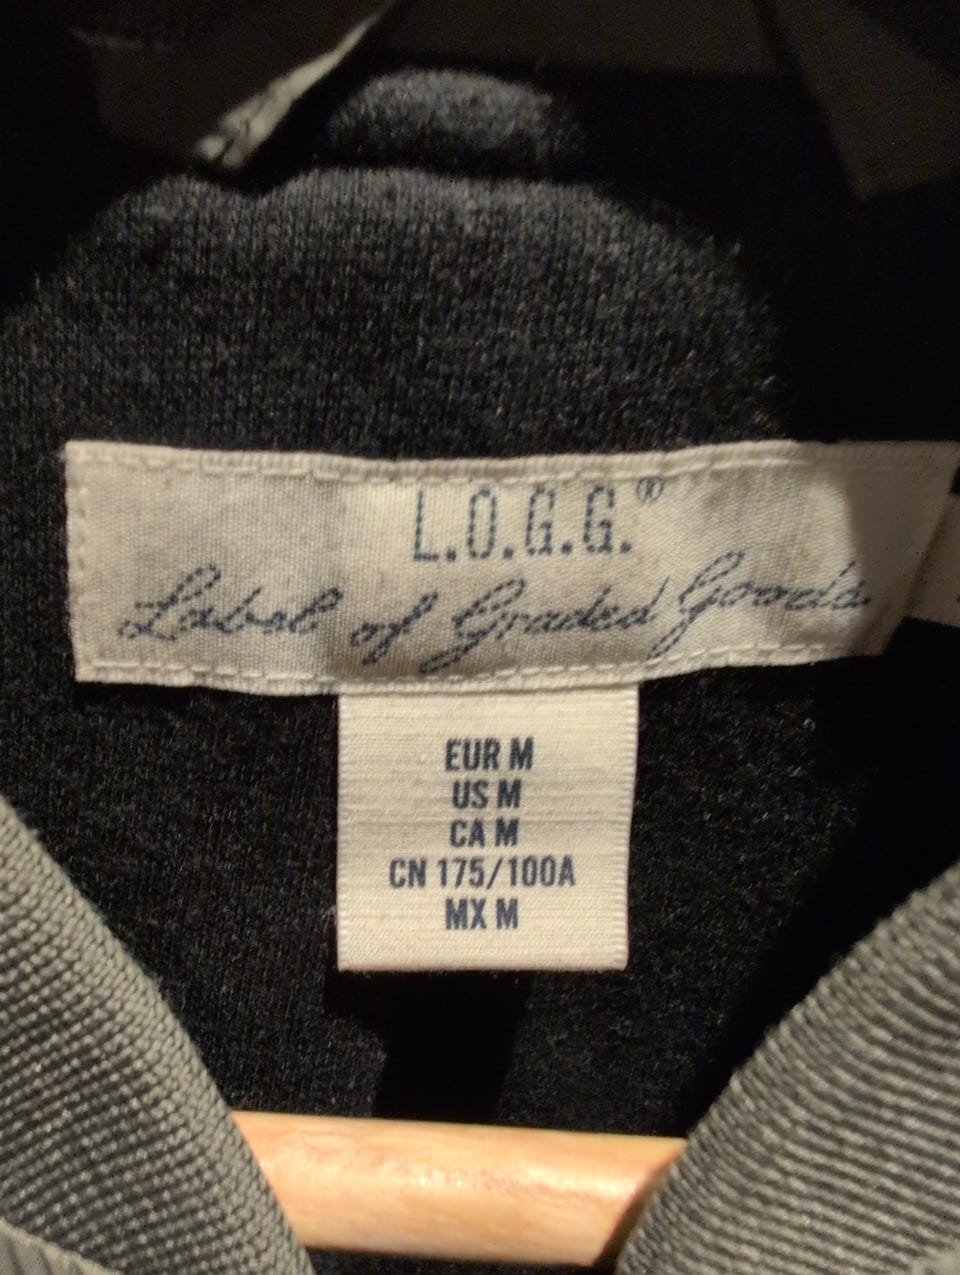 L.O.G.G.®
Label of Graded Goods
EUR M
US M
CA M
CN 175/100A
MX M